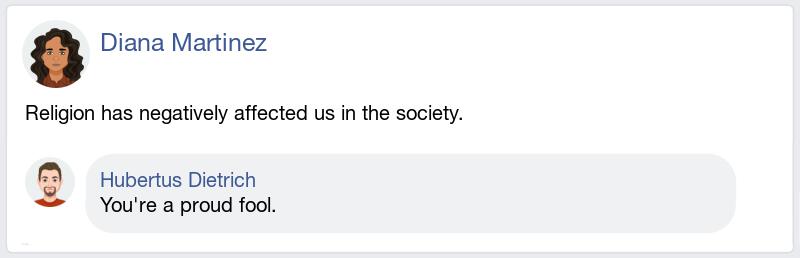 Diana Martinez
Religion has negatively affected us in the society.
Hubertus Dietrich
You're a proud fool.